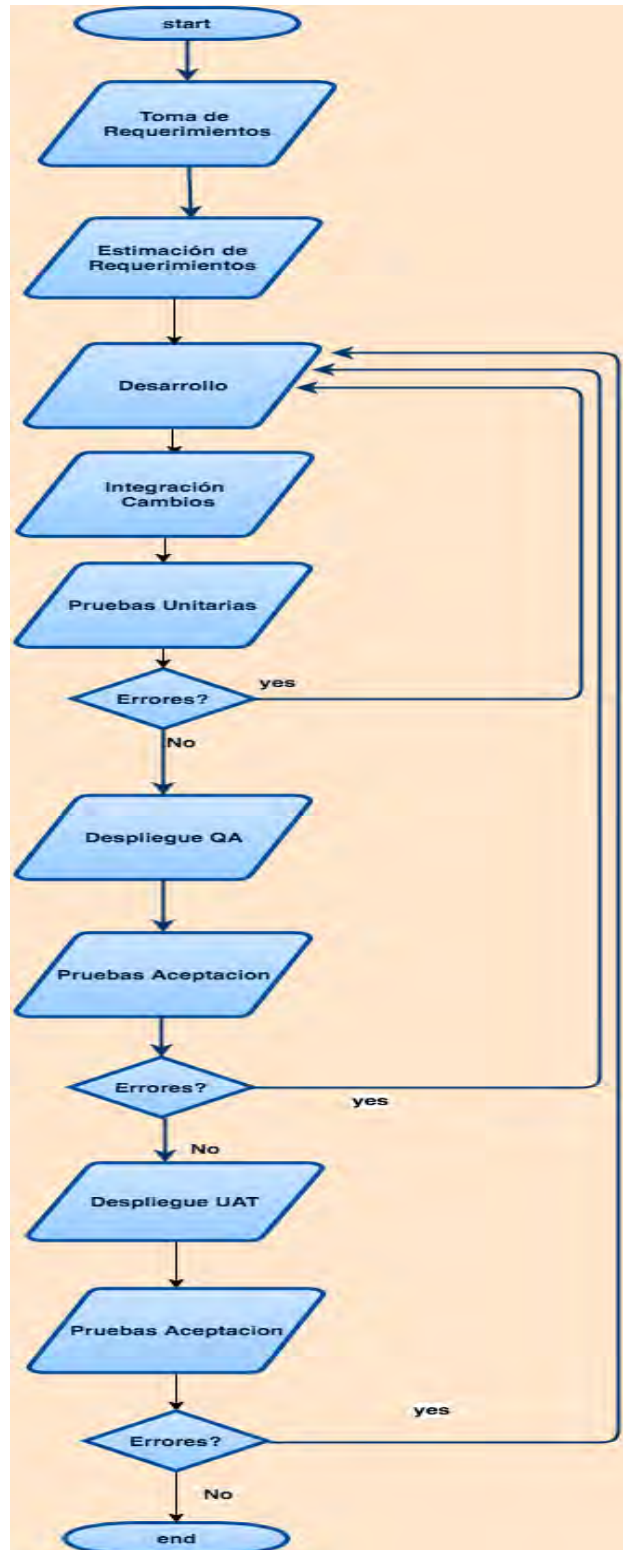 start
Toma de
Requerimientos
Estimación de
Requerimientos
Desarrollo
Integración
Cambios
Pruebas Unitarias
Errores?
yes
No
Despliegue QA
Pruebas Aceptacion
Errores?
yes
No
Despliegue UAT
Pruebas Aceptacion
Errores?
yes
No
end